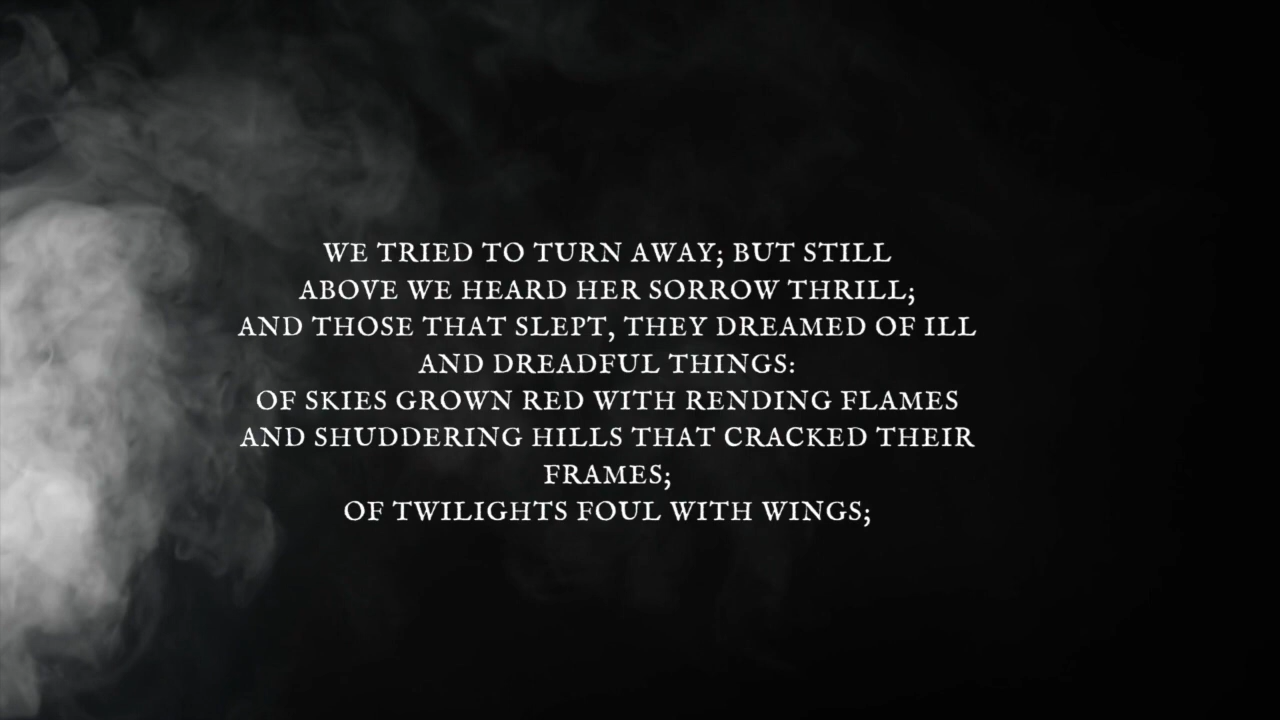 WE TRIED TO TURN AWAY; BUT STILL
ABOVE WE HEARD HER SORROW THRILL;
AND THOSE THAT SLEPT, THEY DREAMED OF ILL
AND DREADFUL THINGS:
OF SKIES GROWN RED WITH RENDING FLAMES
AND SHUDDERING HILLS THAT CRACKED THEIR
FRAMES;
OF TWILIGHTS FOUL WITH WINGS;